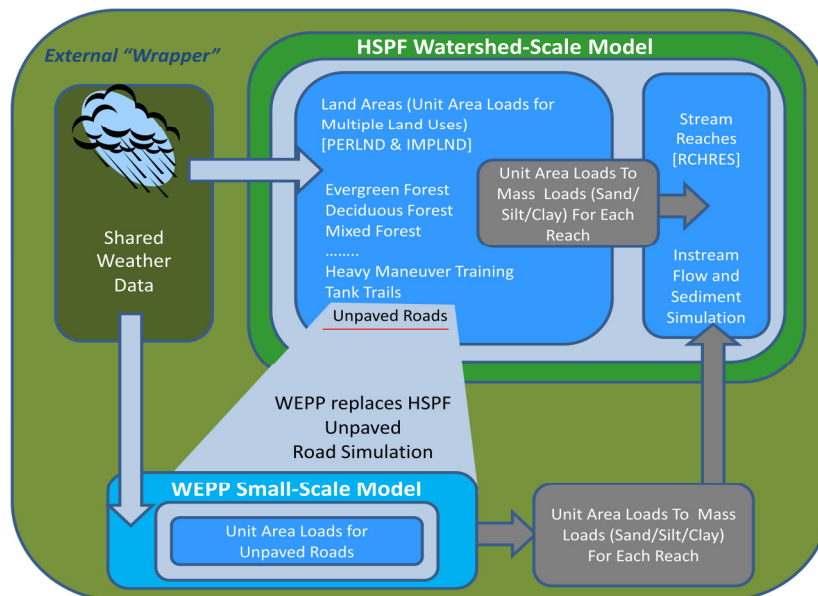 External “Wrapper”
HSPF Watershed-Scale Model
Shared
Weather
Data
Land Areas (Unit Area Loads for
Multiple Land Uses)
[PERLND & IMPLND]
Evergreen Forest
Deciduous Forest
Mixed Forest
........
Heavy Maneuver Training
Tank Trails
Unpaved Roads
Unit Area Loads To
Mass Loads (Sand/
Silt/Clay) For Each
Reach
Stream
Reaches
[RCHRES]
Instream
Flow and
Sediment
Simulation
WEPP replaces HSPF
Unpaved
Road Simulation
WEPP Small-Scale Model
Unit Area Loads for
Unpaved Roads
Unit Area Loads To Mass
Loads (Sand/Silt/Clay)
For Each Reach